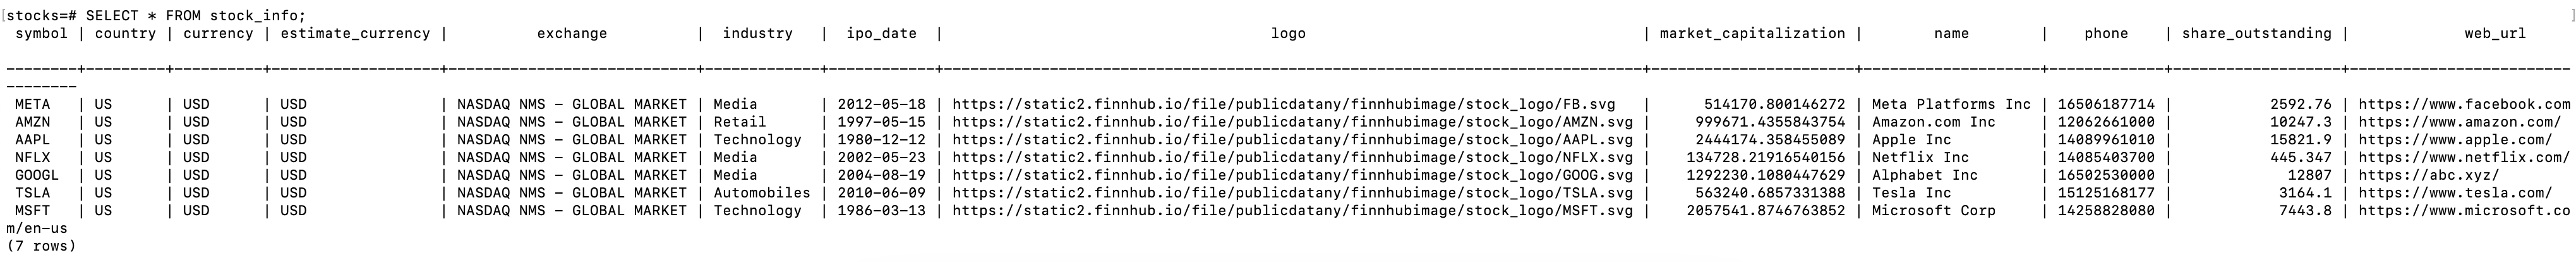 [stocks=# SELECT * FROM stock_info; ]
 symbol | country | currency | estimate_currency |          exchange          |  industry   |  ipo_date  |                                     logo                                      | market_capitalization |       name         |    phone    | share_outstanding |            web_url
--------+---------+----------+-------------------+----------------------------+-------------+------------+-------------------------------------------------------------------------------+-----------------------+--------------------+-------------+-------------------+-------------------------
--------
 META   | US      | USD      | USD               | NASDAQ NMS - GLOBAL MARKET | Media       | 2012-05-18 | https://static2.finnhub.io/file/publicdatany/finnhubimage/stock_logo/FB.svg   |     514170.800146272 | Meta Platforms Inc | 16506187714 |           2592.76 | https://www.facebook.com
 AMZN   | US      | USD      | USD               | NASDAQ NMS - GLOBAL MARKET | Retail      | 1997-05-15 | https://static2.finnhub.io/file/publicdatany/finnhubimage/stock_logo/AMZN.svg |    999671.4355843754 | Amazon.com Inc     | 12062661000 |           10247.3 | https://www.amazon.com/
 AAPL   | US      | USD      | USD               | NASDAQ NMS - GLOBAL MARKET | Technology  | 1980-12-12 | https://static2.finnhub.io/file/publicdatany/finnhubimage/stock_logo/AAPL.svg |    2444174.358455089 | Apple Inc          | 14089961010 |           15821.9 | https://www.apple.com/
 NFLX   | US      | USD      | USD               | NASDAQ NMS - GLOBAL MARKET | Media       | 2002-05-23 | https://static2.finnhub.io/file/publicdatany/finnhubimage/stock_logo/NFLX.svg |   134728.21916540156 | Netflix Inc        | 14085403700 |           445.347 | https://www.netflix.com/
 GOOGL  | US      | USD      | USD               | NASDAQ NMS - GLOBAL MARKET | Media       | 2004-08-19 | https://static2.finnhub.io/file/publicdatany/finnhubimage/stock_logo/GOOG.svg |   1292230.1080447629 | Alphabet Inc       | 16502530000 |             12807 | https://abc.xyz/
 TSLA   | US      | USD      | USD               | NASDAQ NMS - GLOBAL MARKET | Automobiles | 2010-06-09 | https://static2.finnhub.io/file/publicdatany/finnhubimage/stock_logo/TSLA.svg |    563240.6857331388 | Tesla Inc          | 15125168177 |            3164.1 | https://www.tesla.com/
 MSFT   | US      | USD      | USD               | NASDAQ NMS - GLOBAL MARKET | Technology  | 1986-03-13 | https://static2.finnhub.io/file/publicdatany/finnhubimage/stock_logo/MSFT.svg |   2057541.8746763852 | Microsoft Corp     | 14258828080 |            7443.8 | https://www.microsoft.co
m/en-us
(7 rows)